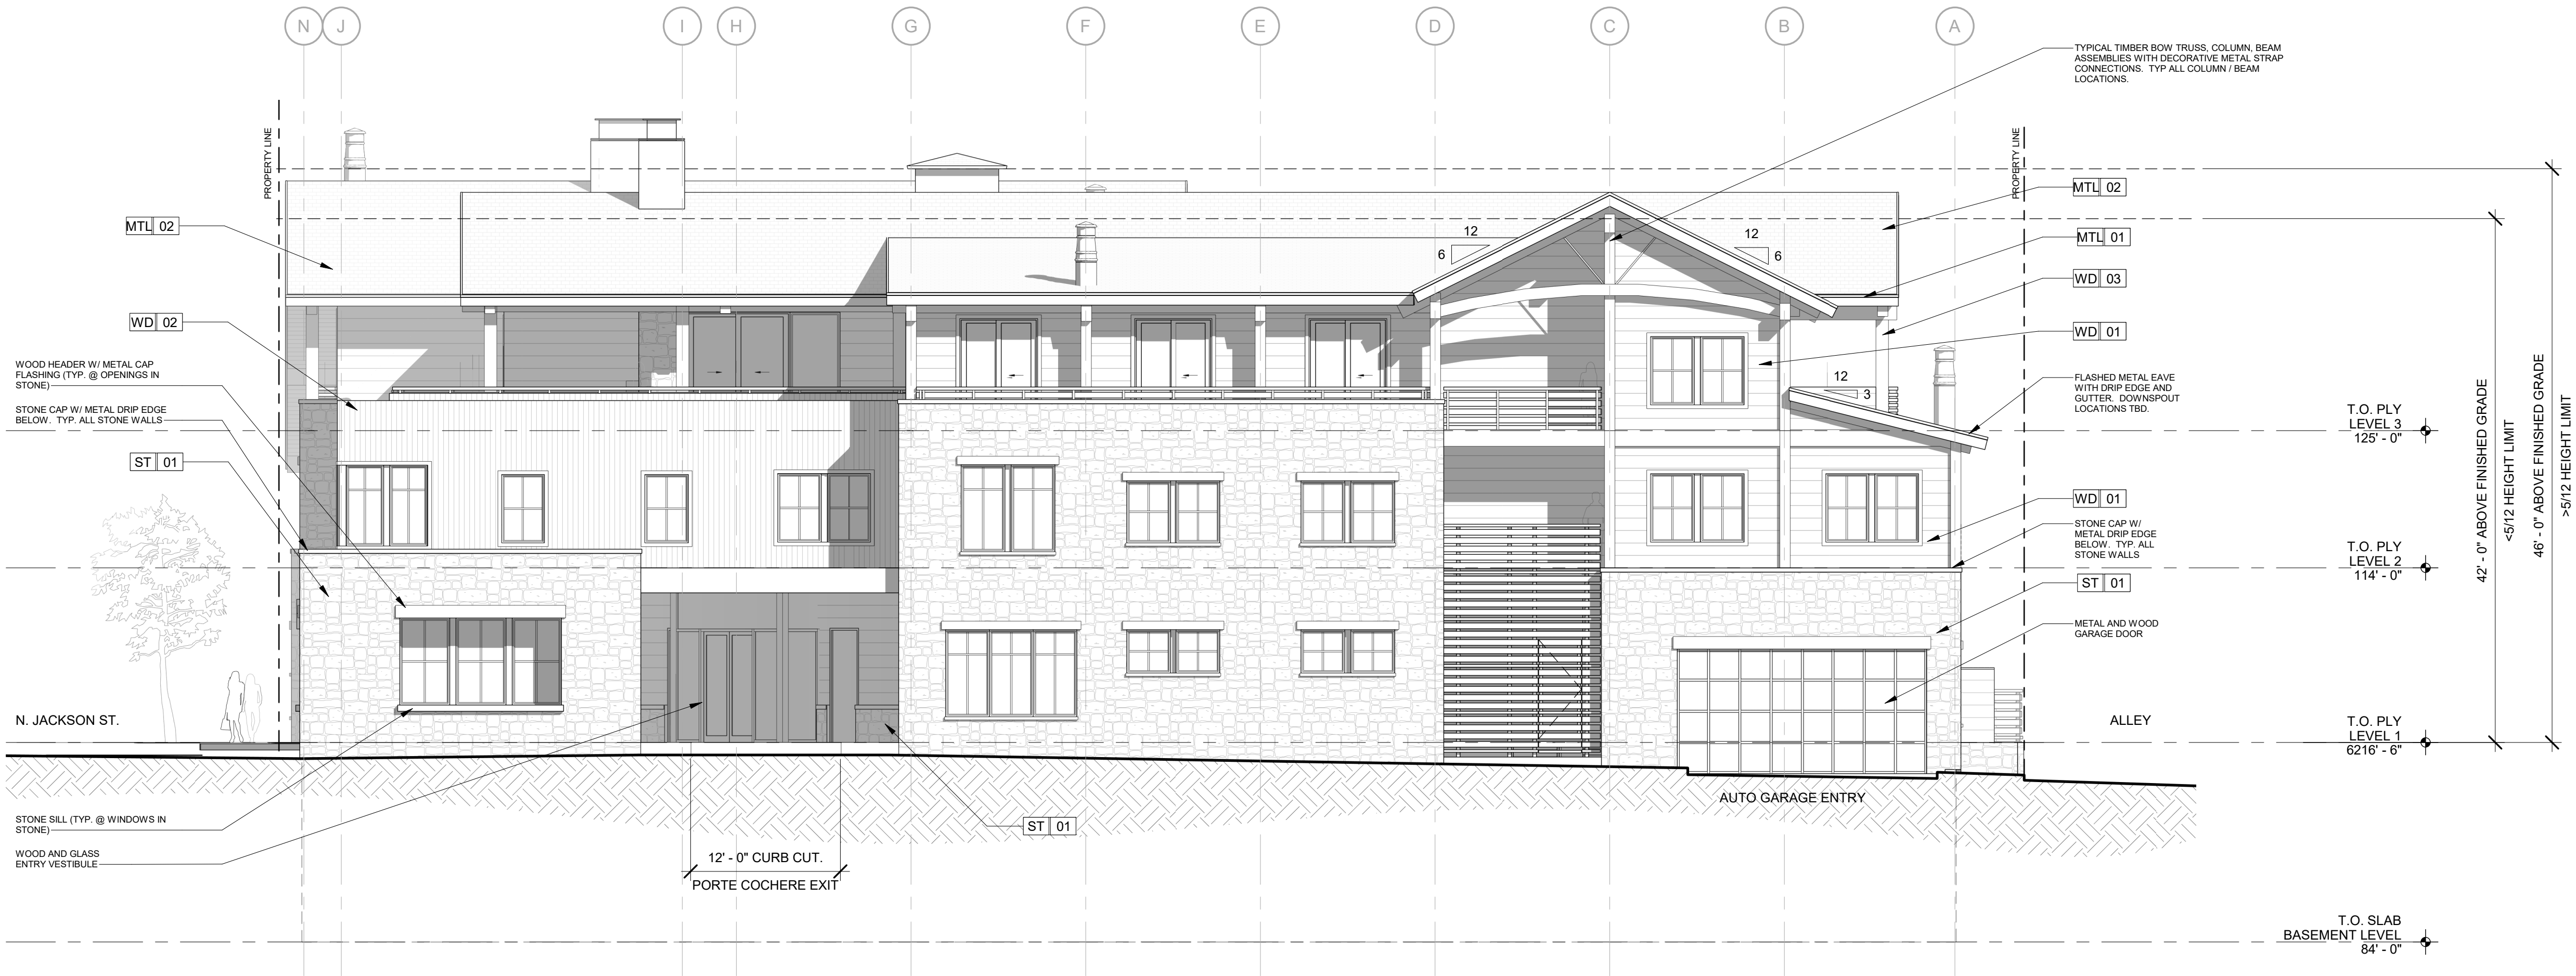 N J I H G F E D C B A
TYPICAL TIMBER BOW TRUSS, COLUMN, BEAM
ASSEMBLIES WITH DECORATIVE METAL STRAP
CONNECTIONS. TYP ALL COLUMN / BEAM
LOCATIONS.
PROPERTY LINE
PROPERTY LINE
MTL 02
MTL 02
12
6
12
6
MTL 01
WD 03
WD 02
WD 01
WOOD HEADER W/ METAL CAP
FLASHING (TYP. @ OPENINGS IN
STONE)
12
3
FLASHED METAL EAVE
WITH DRIP EDGE AND
GUTTER. DOWNSPOUT
LOCATIONS TBD.
STONE CAP W/ METAL DRIP EDGE
BELOW. TYP. ALL STONE WALLS
T.O. PLY
LEVEL 3
125' - 0"
ST 01
WD 01
STONE CAP W/
METAL DRIP EDGE
BELOW. TYP. ALL
STONE WALLS
T.O. PLY
LEVEL 2
114' - 0"
42' - 0" ABOVE FINISHED GRADE
<5/12 HEIGHT LIMIT
46' - 0" ABOVE FINISHED GRADE
>5/12 HEIGHT LIMIT
ST 01
METAL AND WOOD
GARAGE DOOR
N. JACKSON ST.
ALLEY
T.O. PLY
LEVEL 1
6216' - 6"
AUTO GARAGE ENTRY
STONE SILL (TYP. @ WINDOWS IN
STONE)
ST 01
WOOD AND GLASS
ENTRY VESTIBULE
12' - 0" CURB CUT.
PORTE COCHERE EXIT
T.O. SLAB
BASEMENT LEVEL
84' - 0"